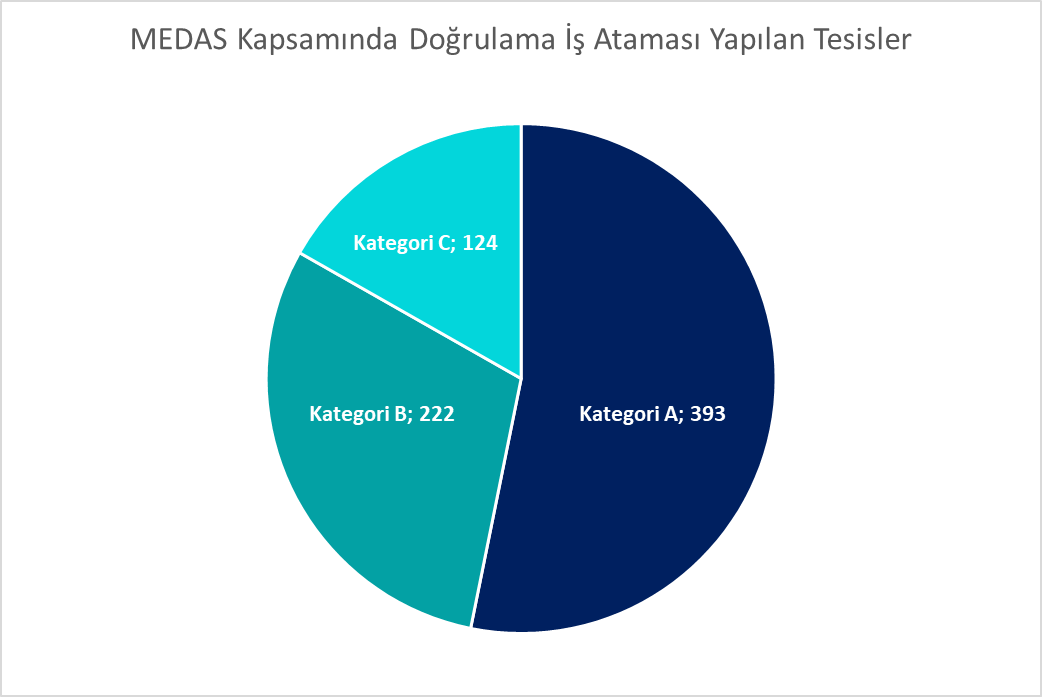 MEDAS Kapsamında Doğrulama İş Ataması Yapılan Tesisler
Kategori C; 124
Kategori B; 222
Kategori A; 393